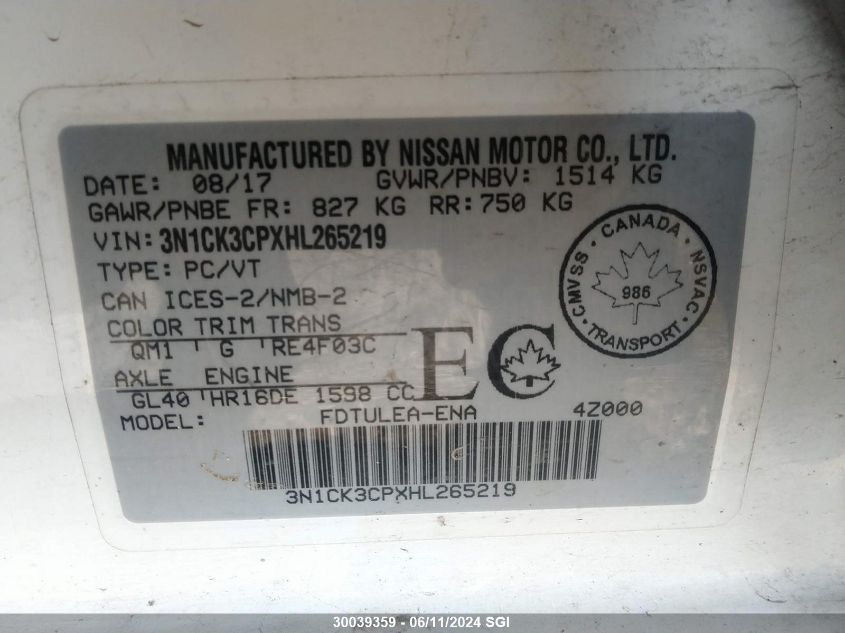 MANUFACTURED BY NISSAN MOTOR CO., LTD.
DATE: 08/17 GVWR/PNBV: 1514 KG
GAWR/PNBE FR: 827 KG RR: 750 KG
VIN: 3N1CK3CPXHL265219
TYPE: PC/VT
CAN ICES-2/NMB-2
COLOR TRIM TRANS
QM1 G RE4F03C
AXLE ENGINE
GL40 HR16DE 1598 CC
MODEL: FDTULEA-ENA 4Z000
EC
CANADA
CMVSS 986 NSVAC
TRANSPORT
3N1CK3CPXHL265219
30039359 - 06/11/2024 SGI